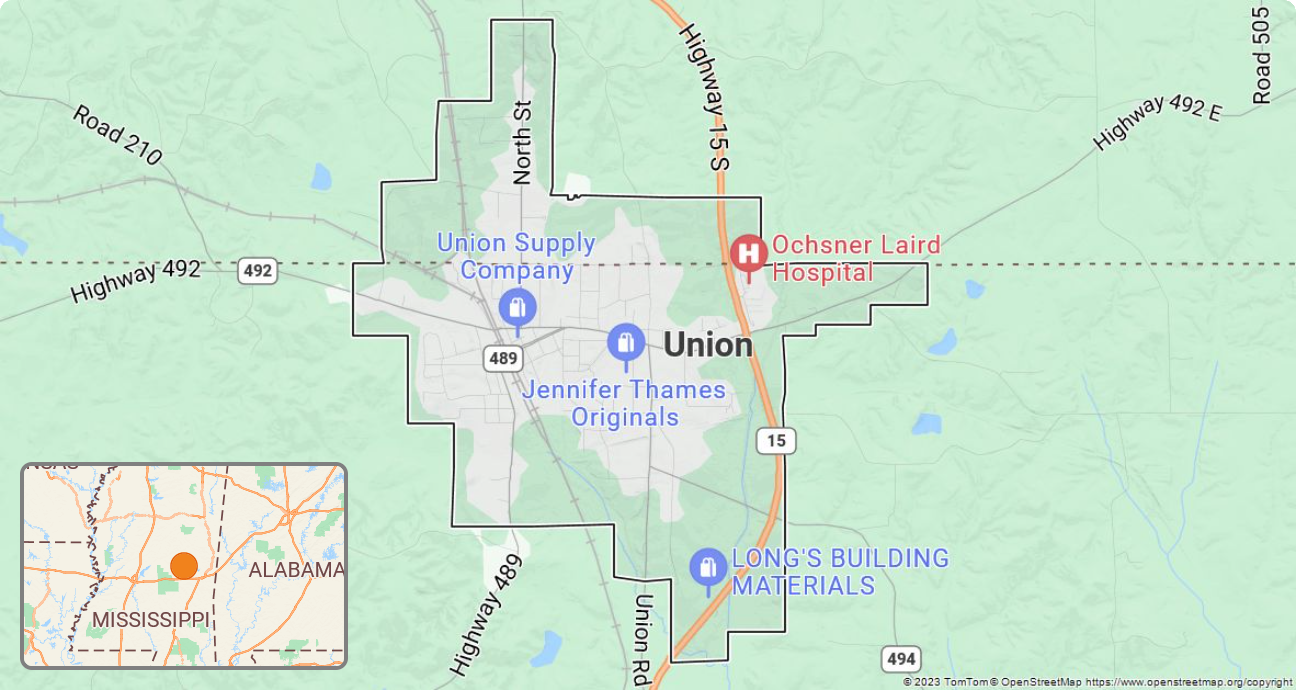 Road 505
Highway 15 S
Highway 492 E
Road 210
North St
Union Supply
Company
Ochsner Laird
Hospital
H
Highway 492
492
489
Union
Jennifer Thames
Originals
15
LONG'S BUILDING
MATERIALS
Highway 489
Union Rd
494
ALABAMA
MISSISSIPPI
© 2023 TomTom © OpenStreetMap https://www.openstreetmap.org/copyright